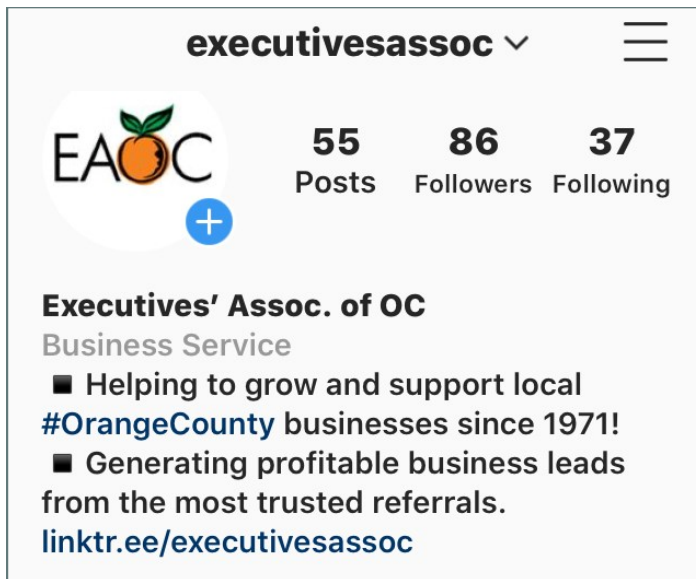 executivesassoc
EAOC
55 86 37
Posts Followers Following
Executives’ Assoc. of OC
Business Service
▪ Helping to grow and support local
#OrangeCounty businesses since 1971!
▪ Generating profitable business leads
from the most trusted referrals.
linktr.ee/executivesassoc